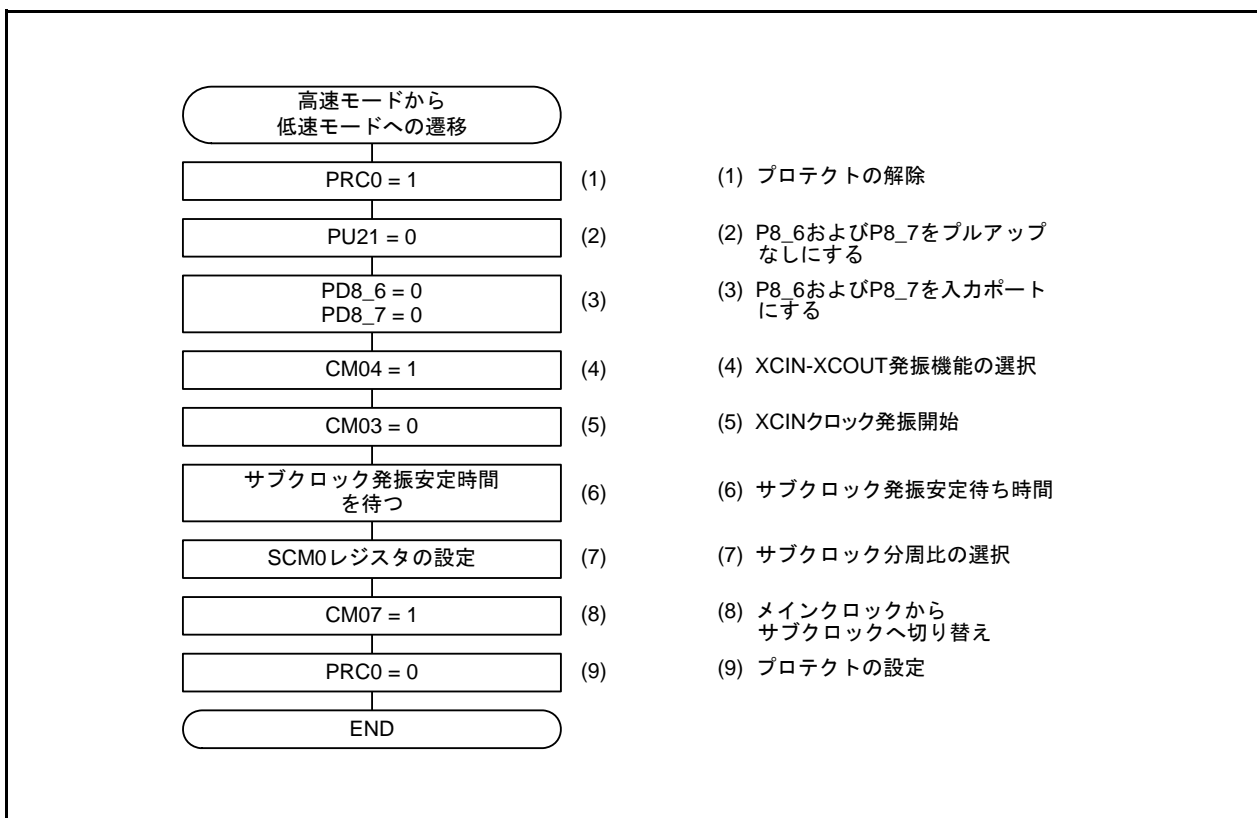 高速モードから
低速モードへの遷移
PRC0 = 1
(1)
(1) プロテクトの解除
PU21 = 0
(2)
(2) P8_6およびP8_7をプルアップ
なしにする
PD8_6 = 0
PD8_7 = 0
(3)
(3) P8_6およびP8_7を入力ポート
にする
CM04 = 1
(4)
(4) XCIN-XCOUT発振機能の選択
CM03 = 0
(5)
(5) XCINクロック発振開始
サブクロック発振安定時間
を待つ
(6)
(6) サブクロック発振安定待ち時間
SCM0レジスタの設定
(7)
(7) サブクロック分周比の選択
CM07 = 1
(8)
(8) メインクロックから
サブクロックへ切り替え
PRC0 = 0
(9)
(9) プロテクトの設定
END